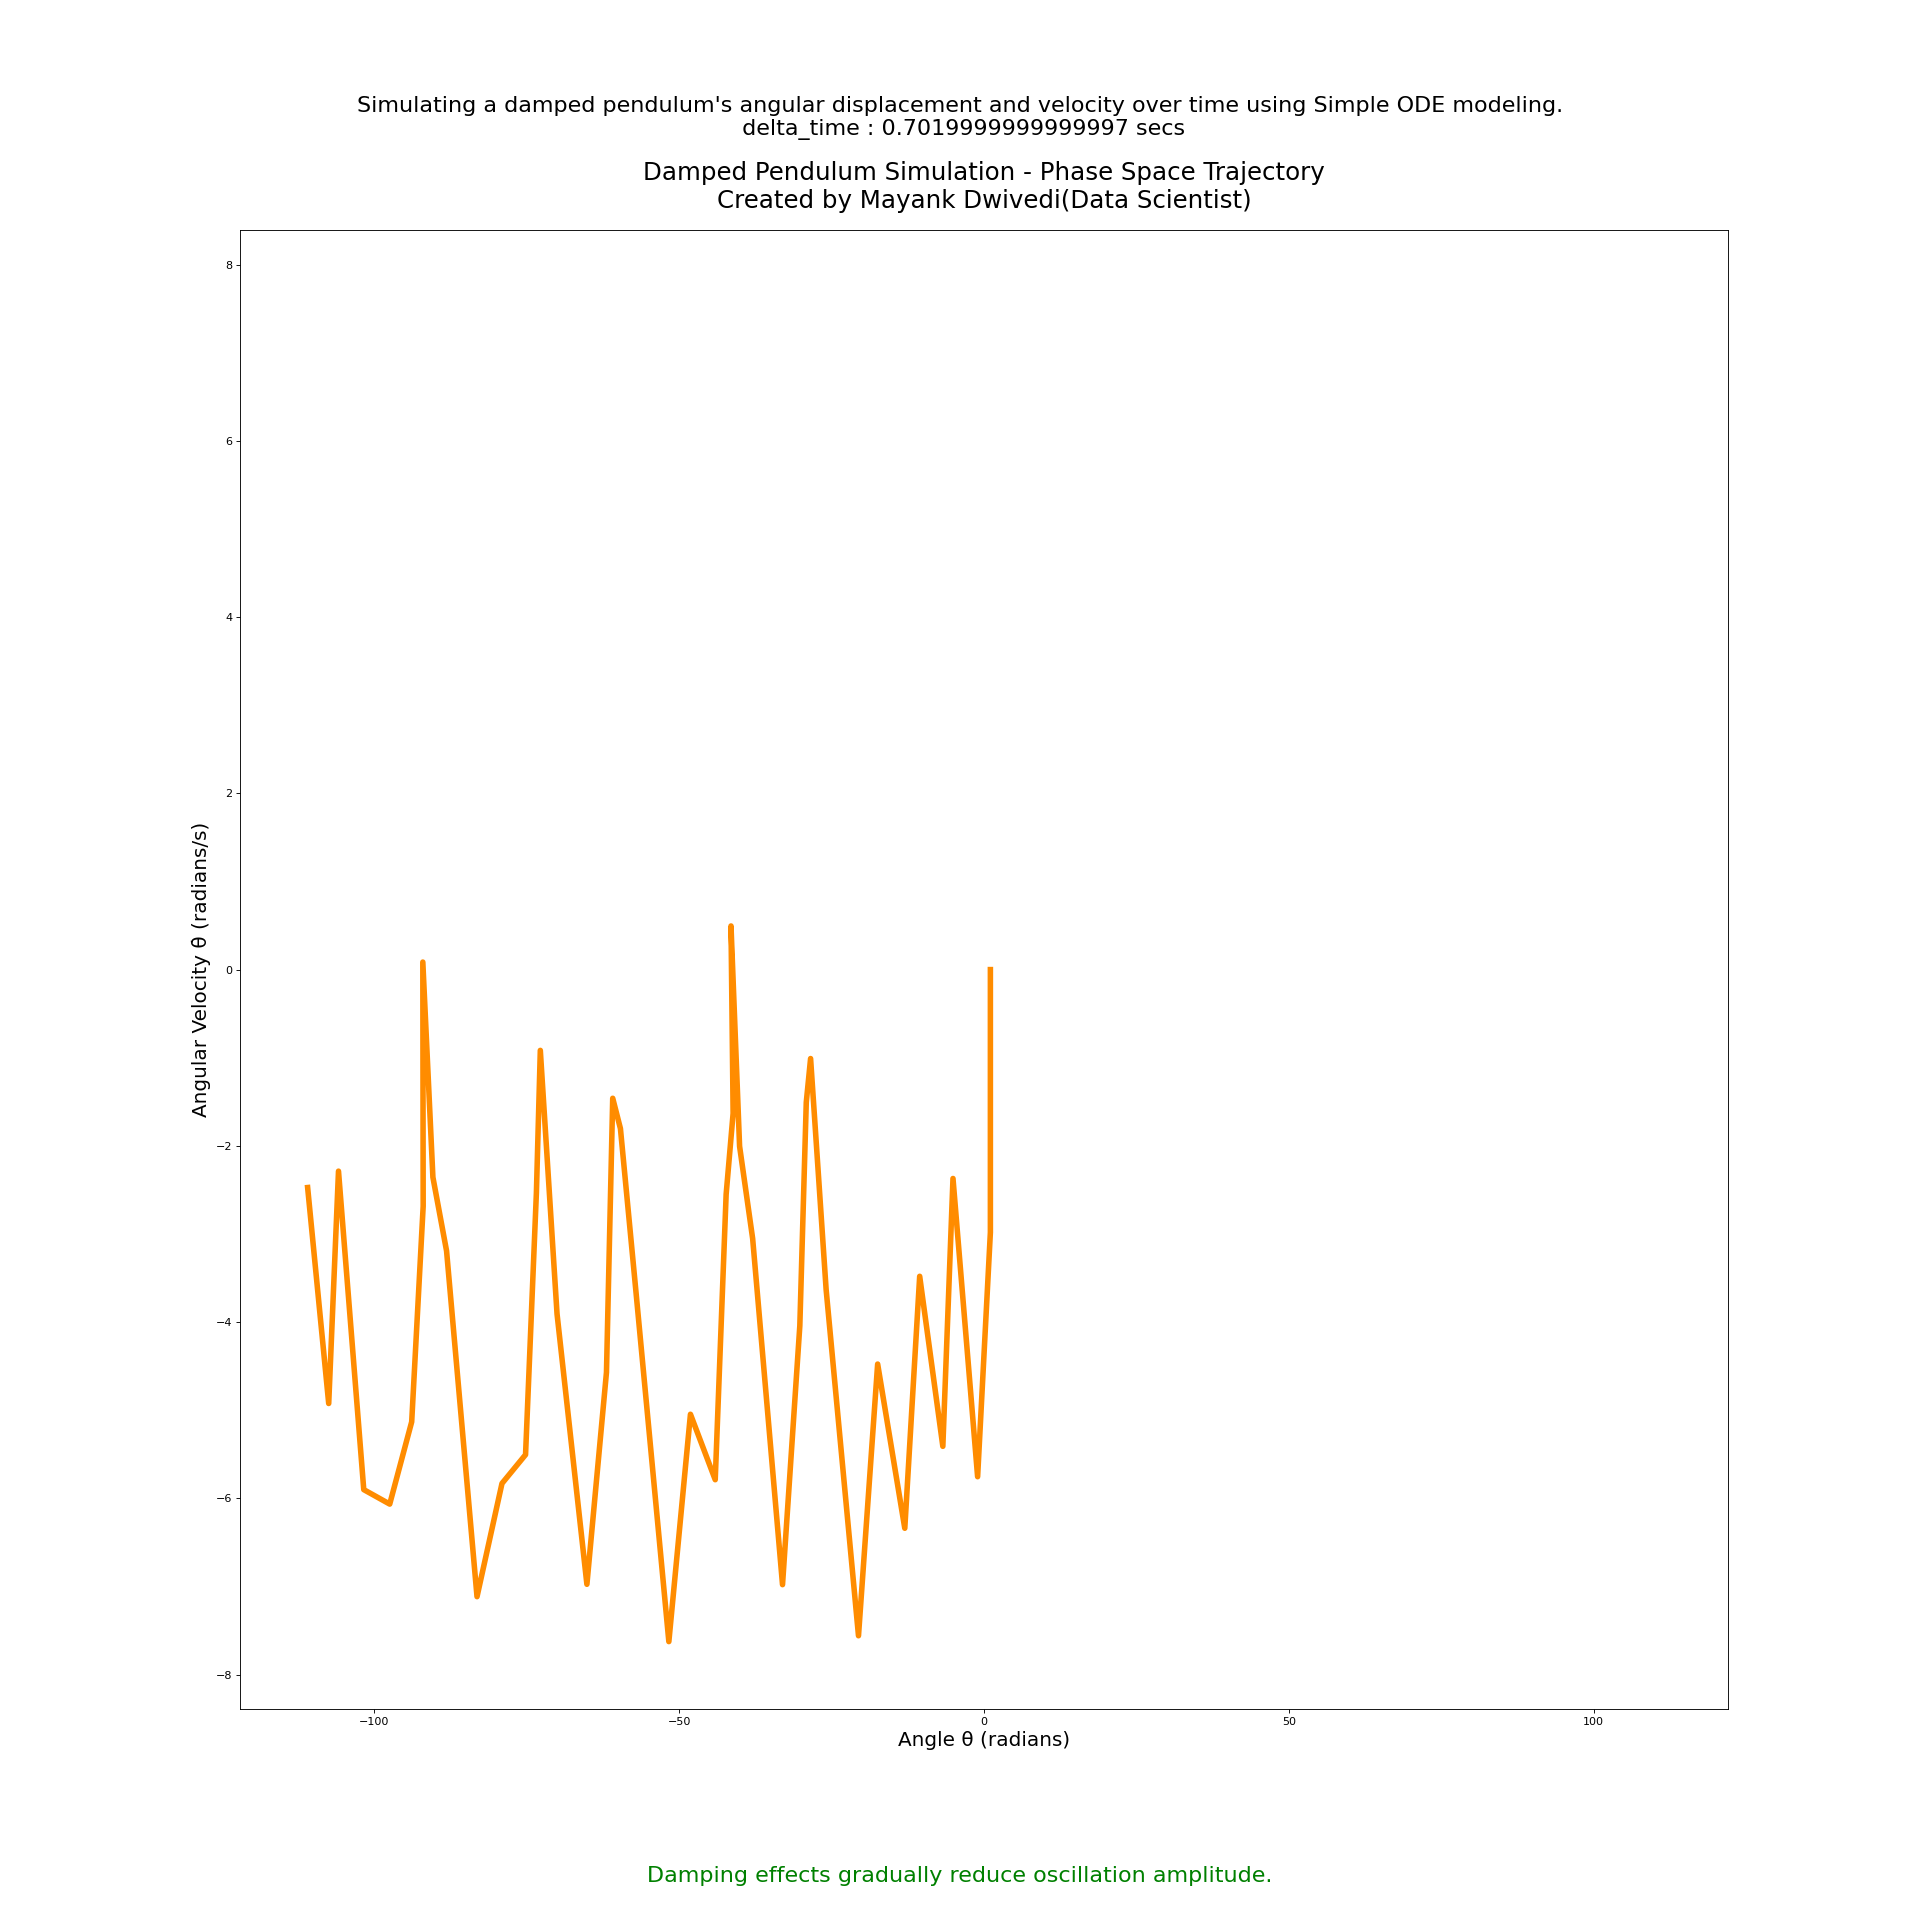 Simulating a damped pendulum's angular displacement and velocity over time using Simple ODE modeling.
delta_time : 0.7019999999999997 secs
Damped Pendulum Simulation - Phase Space Trajectory
Created by Mayank Dwivedi(Data Scientist)
8
6
4
2
0
−2
−4
−6
−8
Angular Velocity θ (radians/s)
−100
−50
0
50
100
Angle θ (radians)
Damping effects gradually reduce oscillation amplitude.